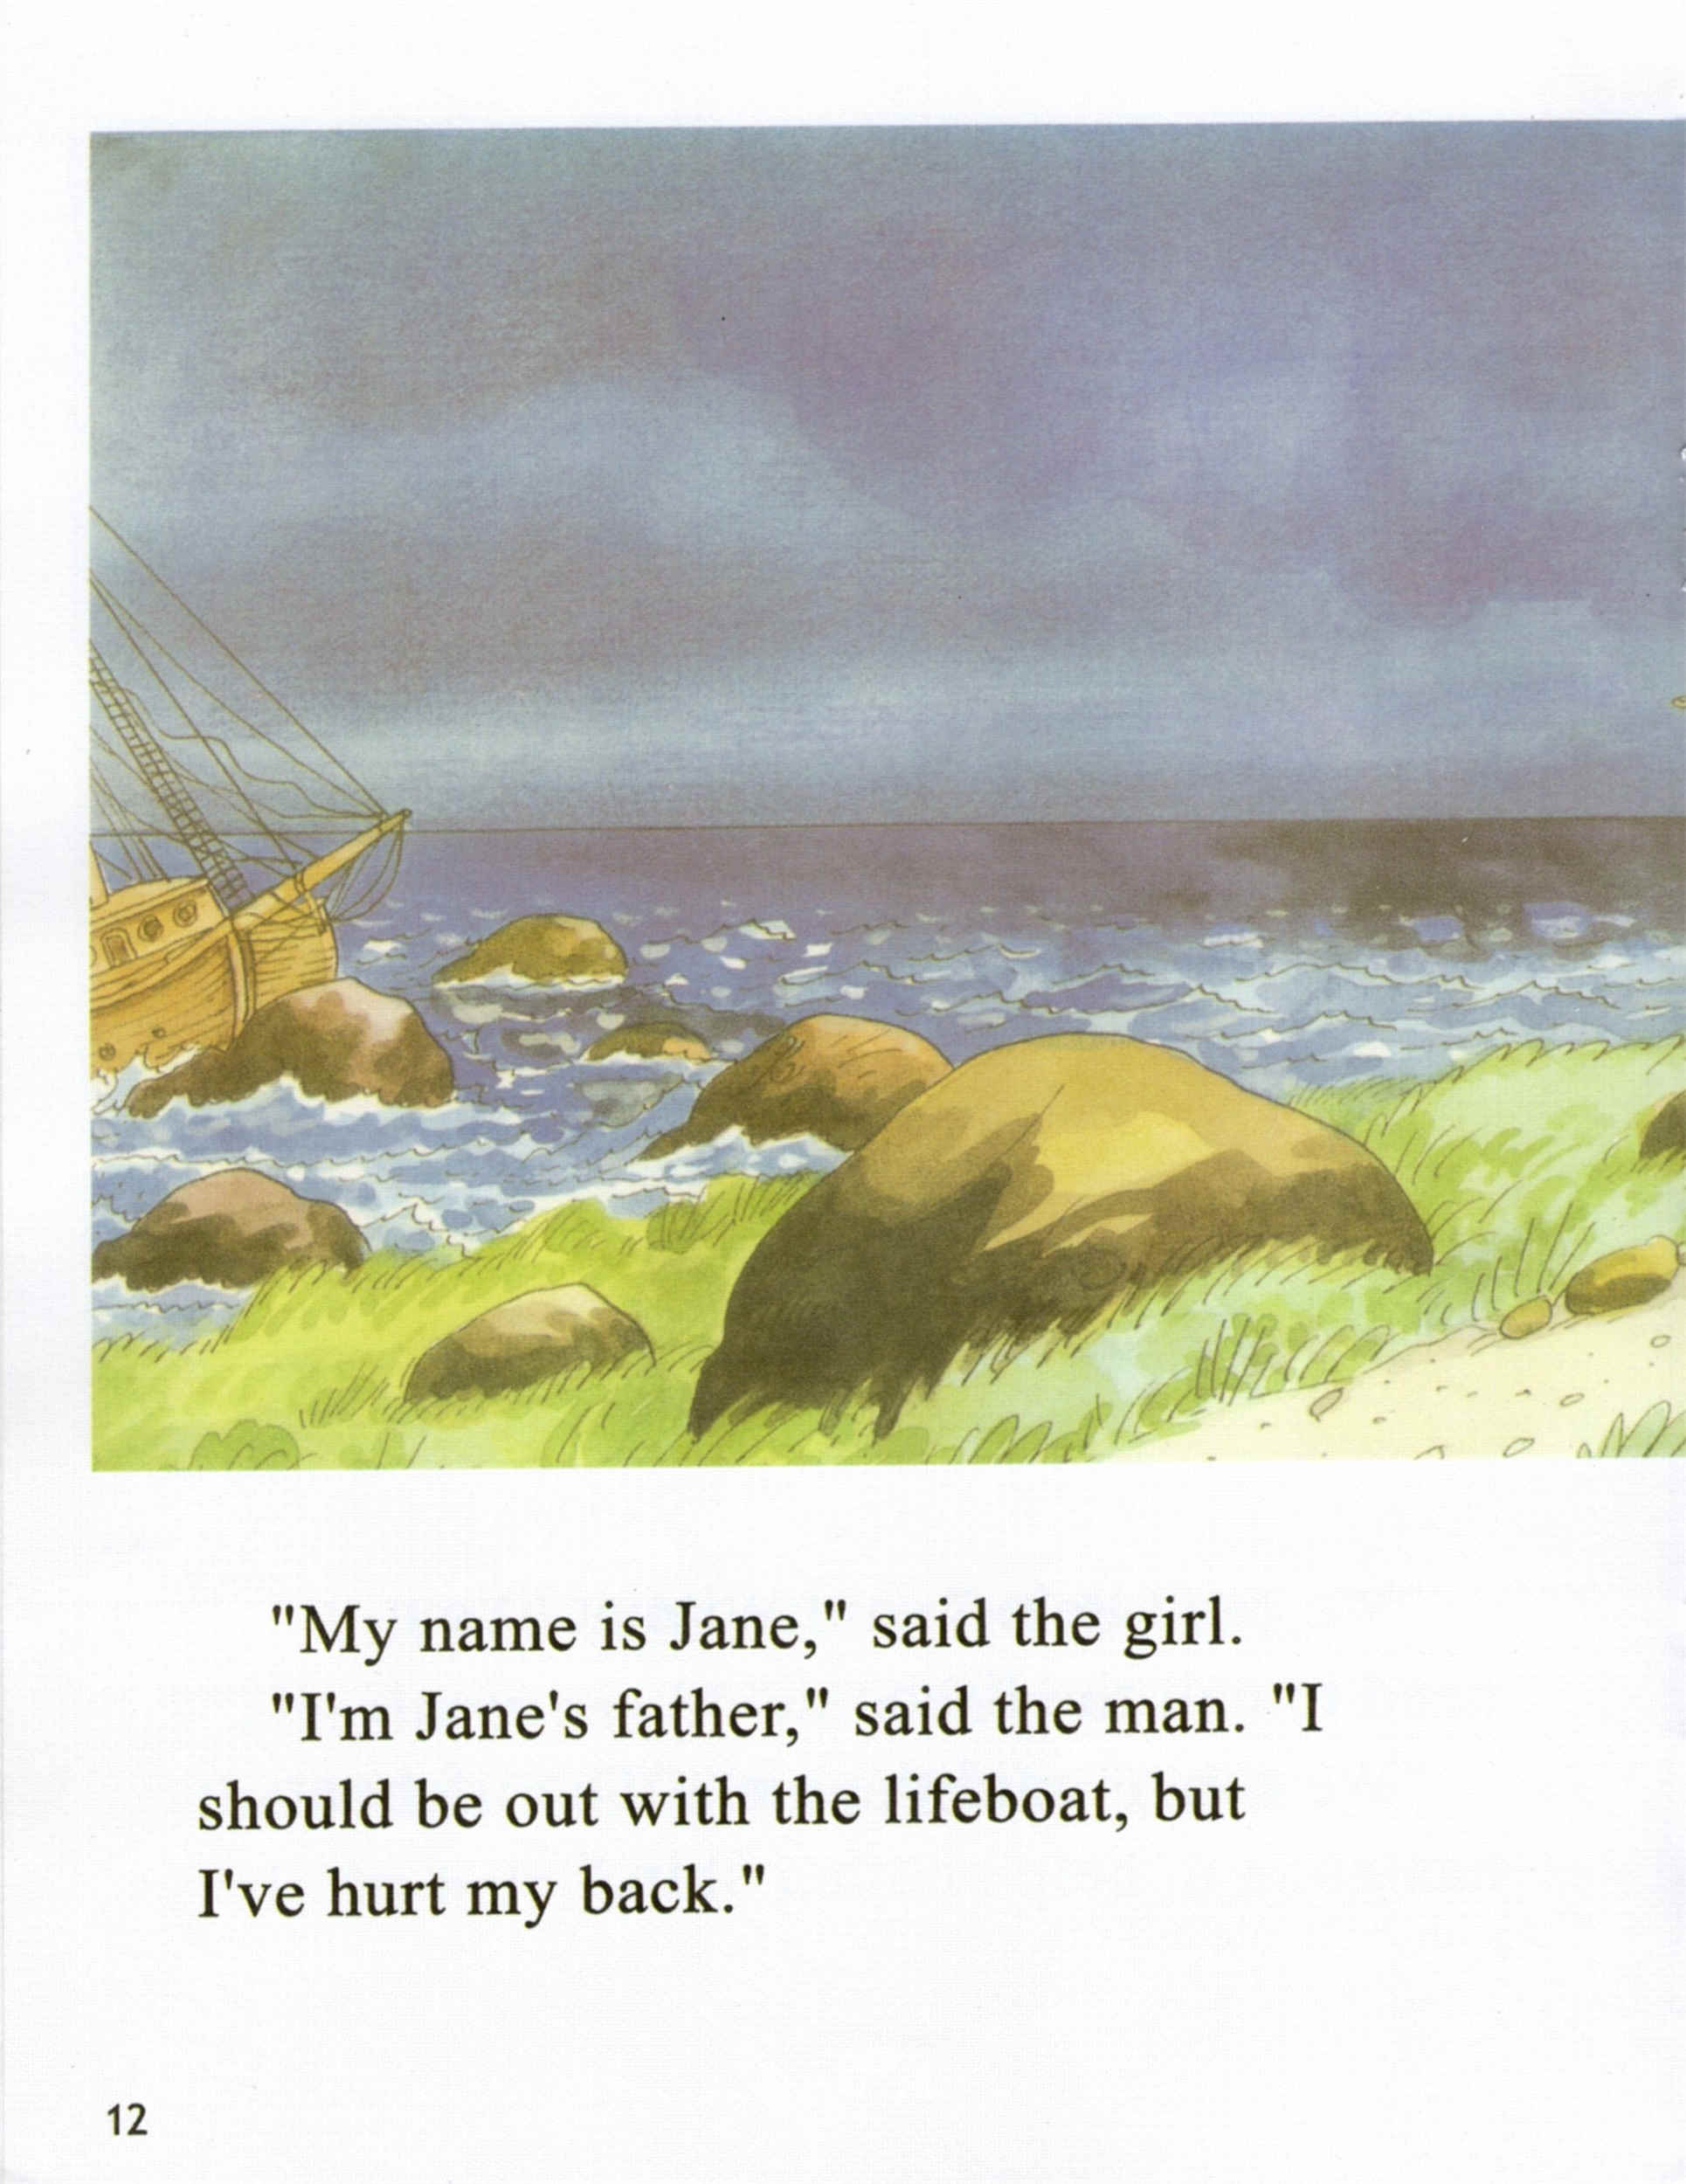 "My name is Jane," said the girl.
"I'm Jane's father," said the man. "I
should be out with the lifeboat, but
I've hurt my back."
12